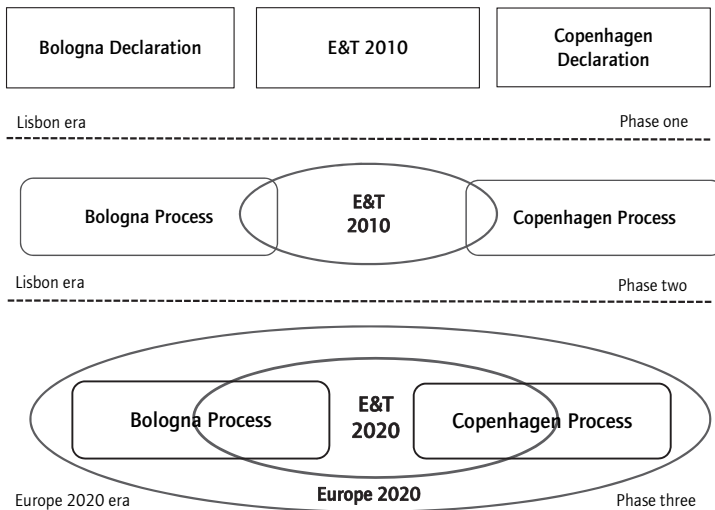 Bologna Declaration
E&T 2010
Copenhagen
Declaration
Lisbon era
Phase one
Bologna Process
E&T
2010
Copenhagen Process
Lisbon era
Phase two
Bologna Process
E&T
2020
Copenhagen Process
Europe 2020
Europe 2020 era
Phase three